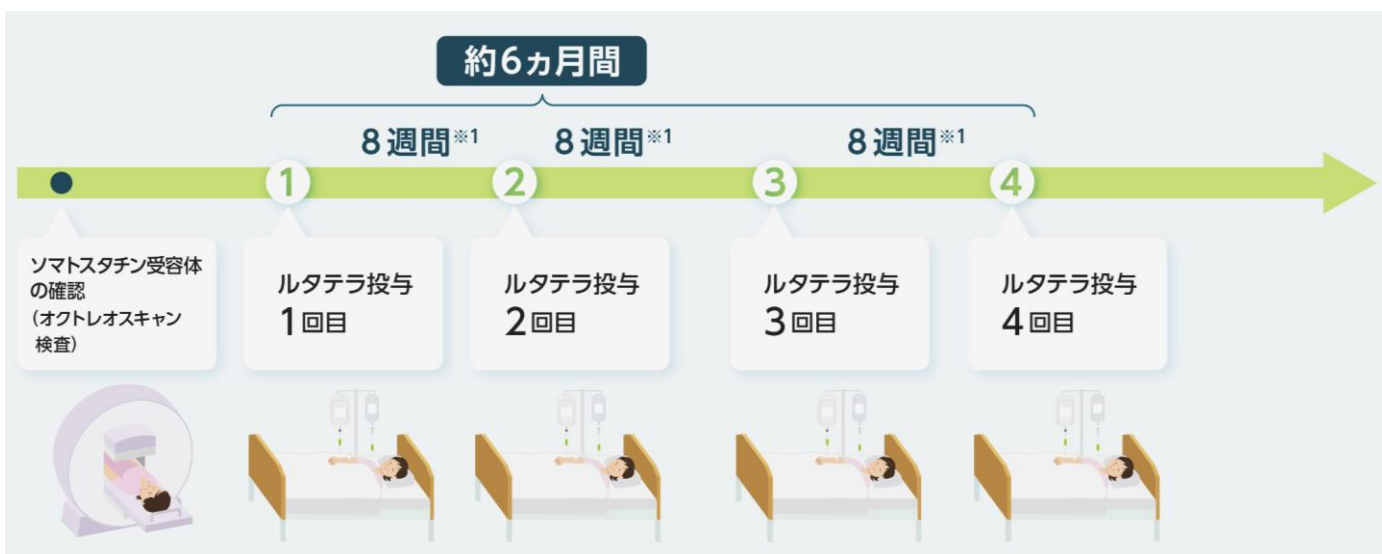 約6ヵ月間
8週間※1
8週間※1
8週間※1
1
2
3
4
ソマトスタチン受容体
の確認
（オクトレオスキャン
検査）
ルタテラ投与
1回目
ルタテラ投与
2回目
ルタテラ投与
3回目
ルタテラ投与
4回目